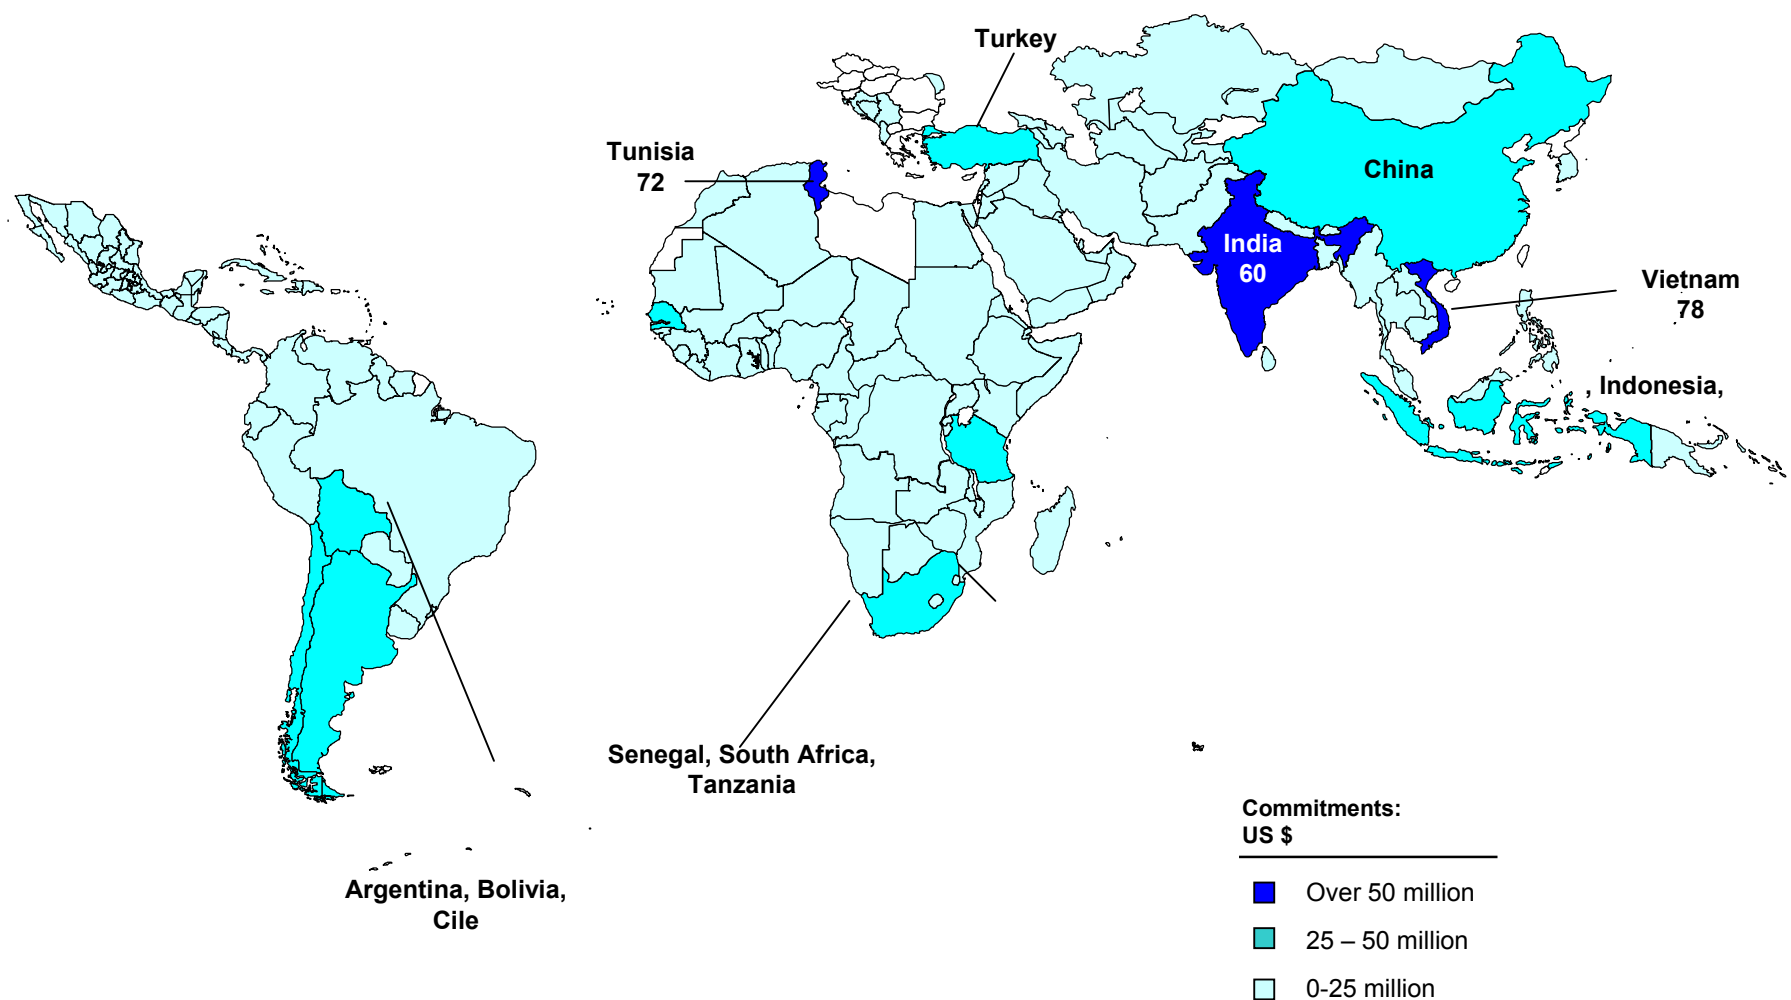 Turkey
Tunisia
72
China
India
60
Vietnam
78
, Indonesia,
Senegal, South Africa,
Tanzania
Argentina, Bolivia,
Cile
Commitments:
US $
Over 50 million
25 – 50 million
0-25 million